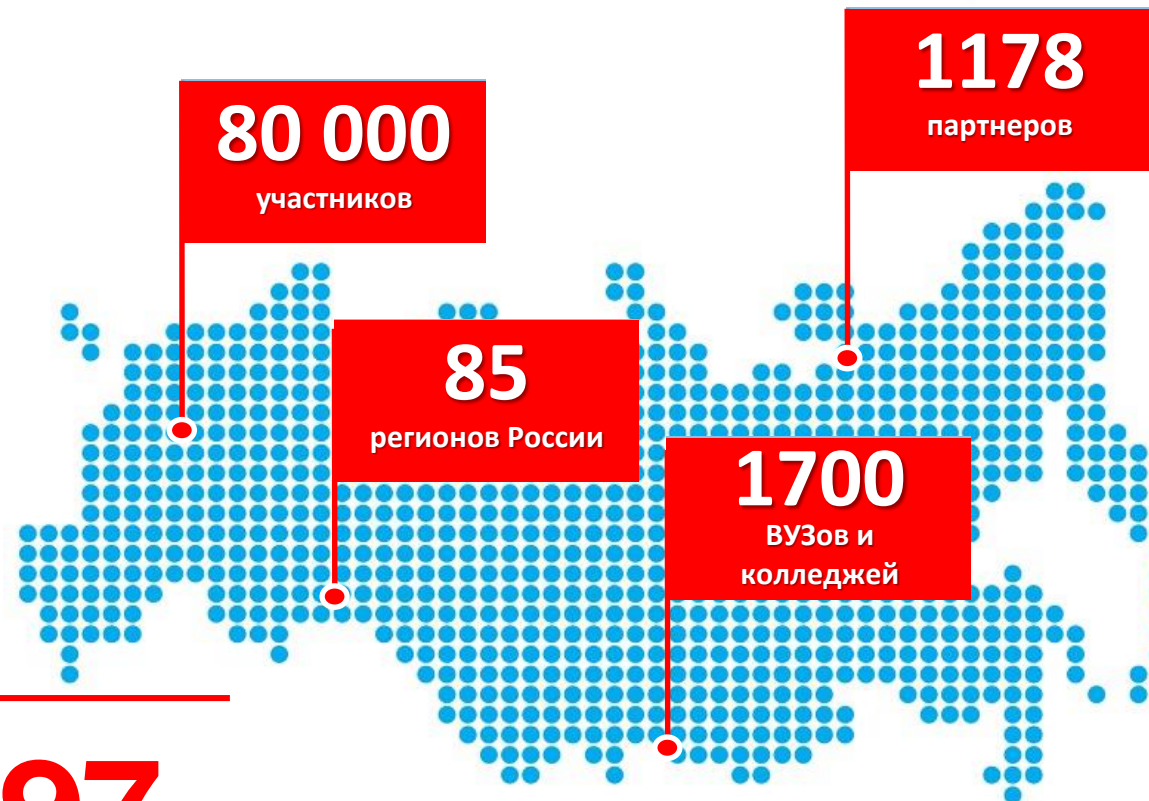 1178
партнеров
80 000
участников
85
регионов России
1700
ВУЗов и
колледжей